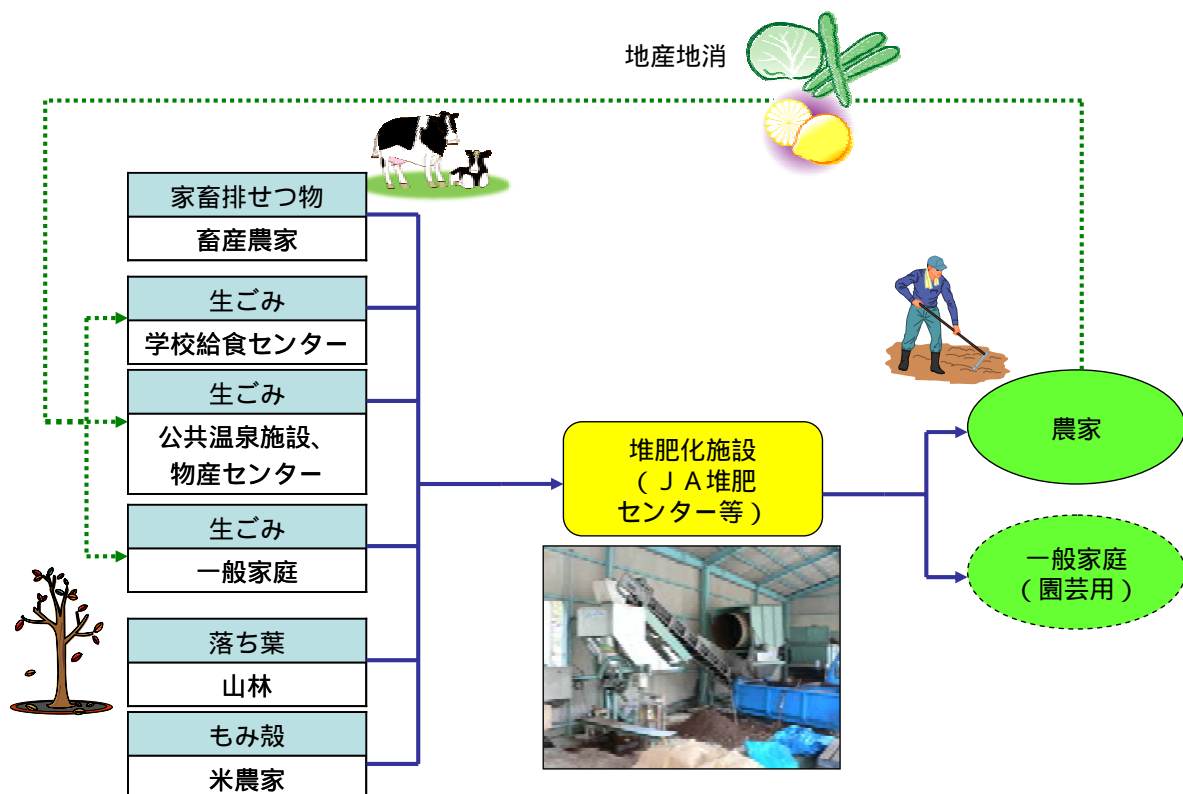 地産地消
家畜排せつ物
畜産農家
生ごみ
学校給食センター
生ごみ
公共温泉施設、
物産センター
生ごみ
一般家庭
落ち葉
山林
もみ殻
米農家
堆肥化施設
（ＪＡ堆肥
センター等）
農家
一般家庭
（園芸用）